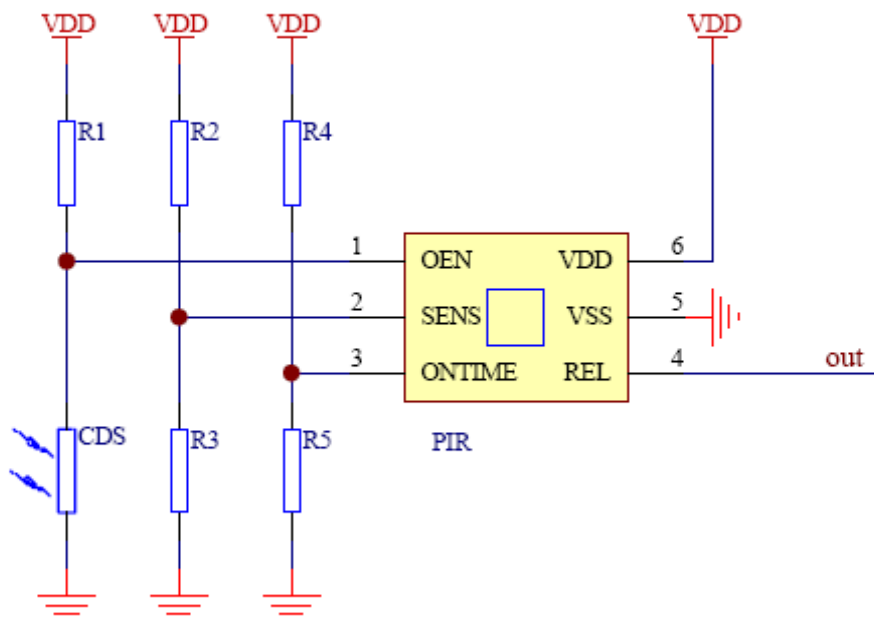 VDD VDD VDD VDD
R1 R2 R4
1 OEN VDD 6
2 SENS VSS 5
3 ONTIME REL 4 out
CDS R3 R5 PIR